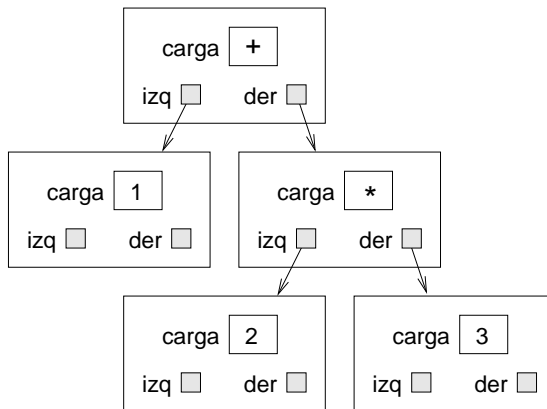 carga +
izq der
carga 1
izq der
carga *
izq der
carga 2
izq der
carga 3
izq der